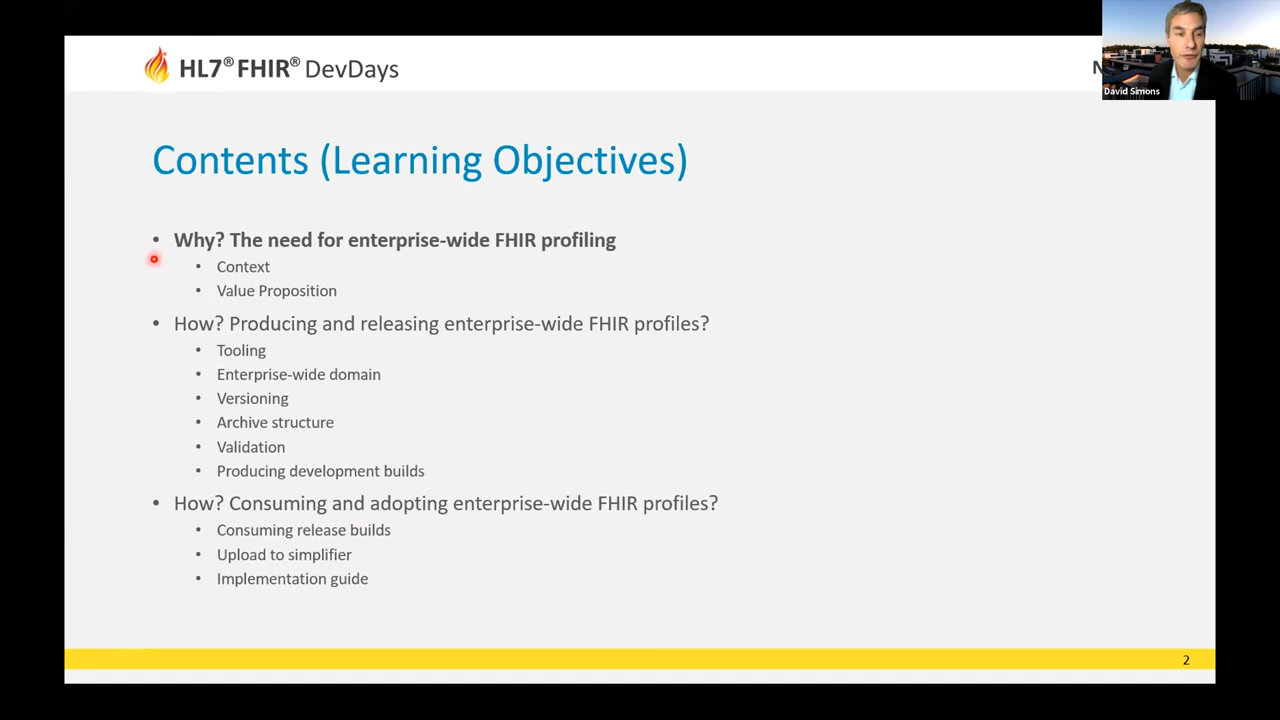 HL7® FHIR® DevDays
David Simons
Contents (Learning Objectives)
• Why? The need for enterprise-wide FHIR profiling
• Context
• Value Proposition
• How? Producing and releasing enterprise-wide FHIR profiles?
• Tooling
• Enterprise-wide domain
• Versioning
• Archive structure
• Validation
• Producing development builds
• How? Consuming and adopting enterprise-wide FHIR profiles?
• Consuming release builds
• Upload to simplifier
• Implementation guide
2